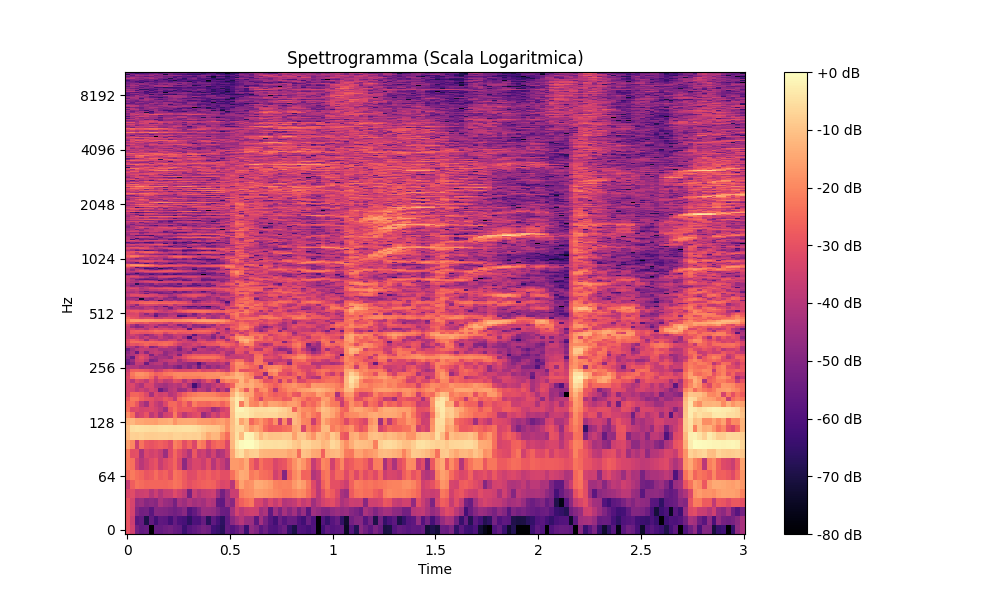 Spettrogramma (Scala Logaritmica)
Hz
8192
4096
2048
1024
512
256
128
64
0
0
0.5
1
1.5
2
2.5
3
Time
+0 dB
-10 dB
-20 dB
-30 dB
-40 dB
-50 dB
-60 dB
-70 dB
-80 dB